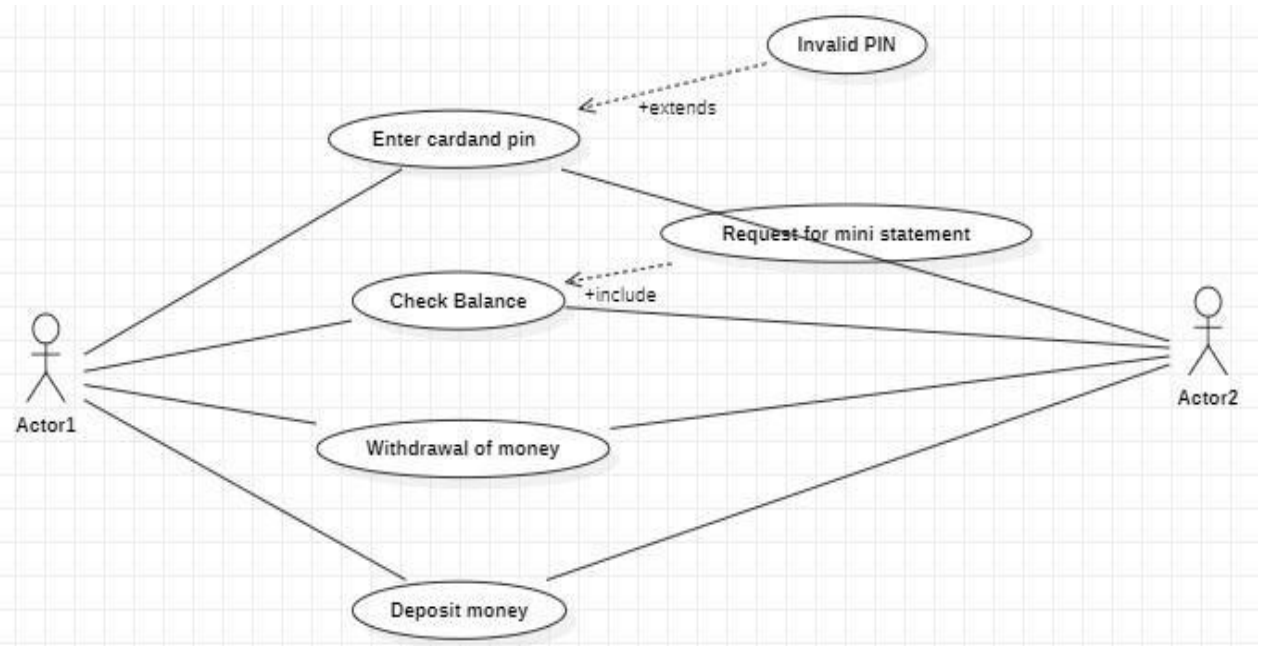 Invalid PIN
+extends
Enter cardand pin
Request for mini statement
+include
Check Balance
Actor1
Actor2
Withdrawal of money
Deposit money